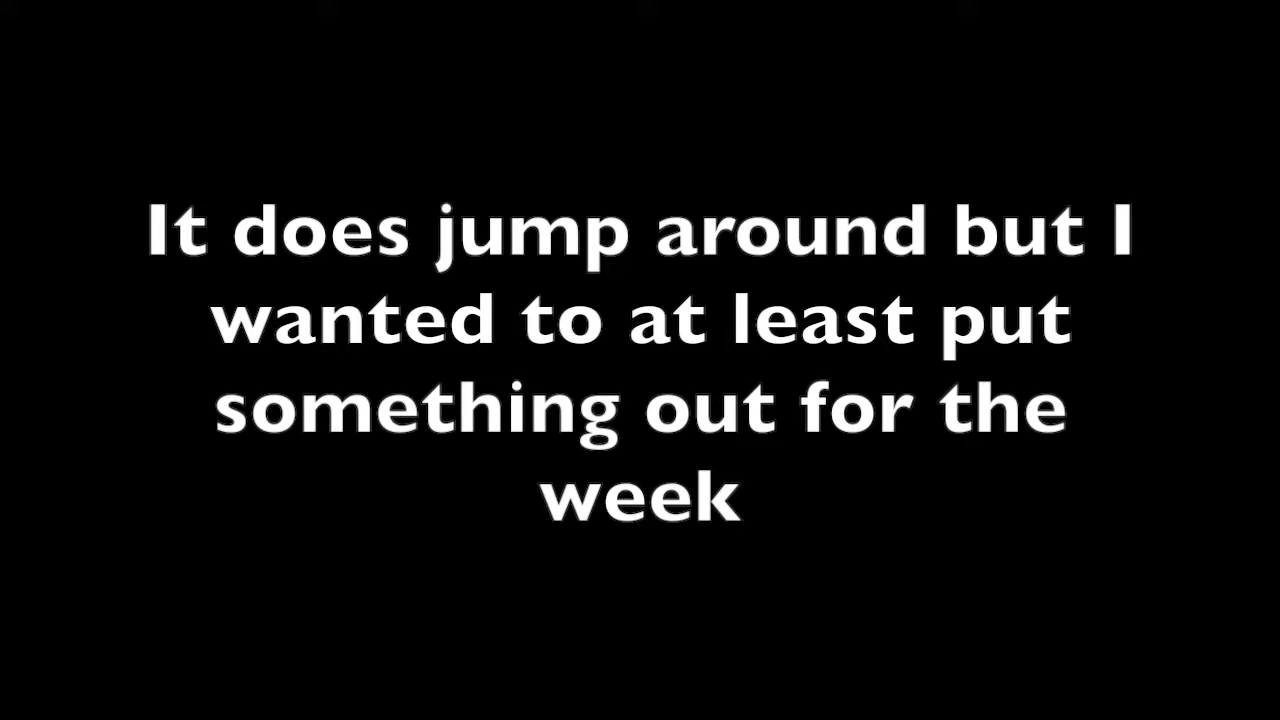 It does jump around but I
wanted to at least put
something out for the
week